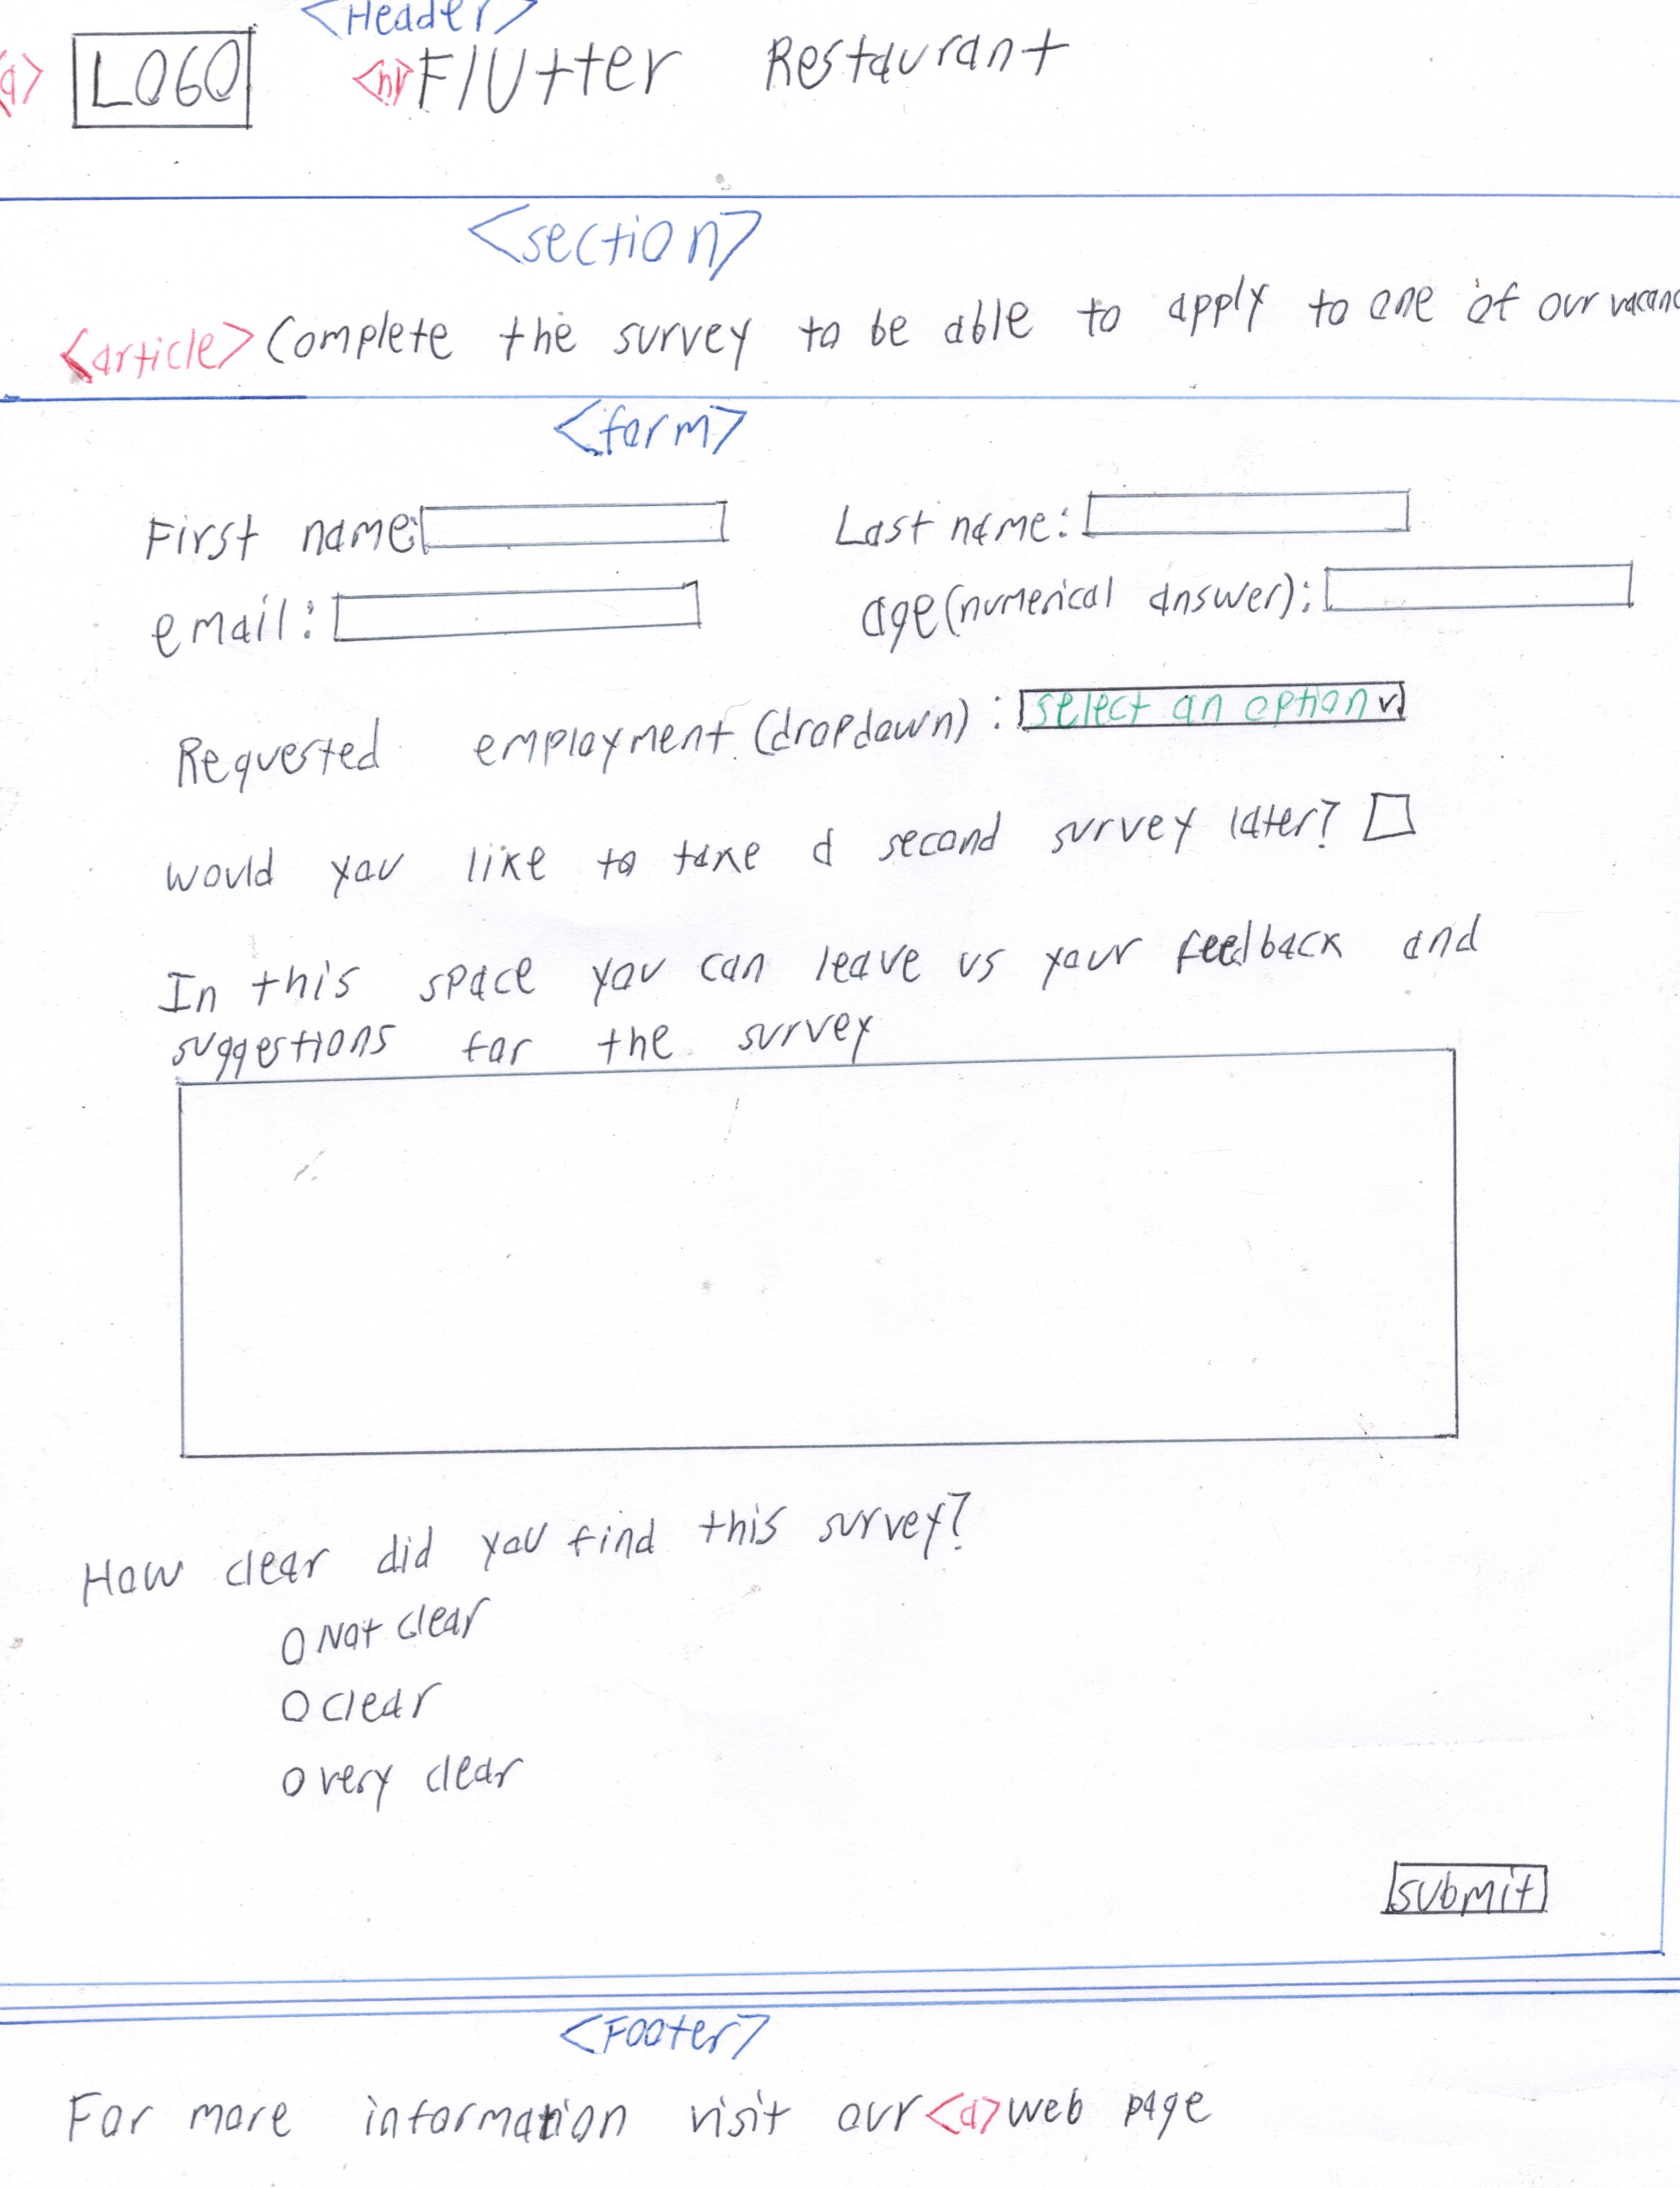 <Header>
<a> LOGO <h1> Flutter Restaurant
<section>
<article> Complete the survey to be able to apply to one of our
<form>
First name: Last name:
email: age (numerical answer):
Requested employment (dropdown): select an option v
would you like to take a second survey later?
In this space you can leave us your feedback and
suggestions for the survey
How clear did you find this survey?
Not clear
clear
very clear
submit
<Footer>
For more information visit our <a> web page